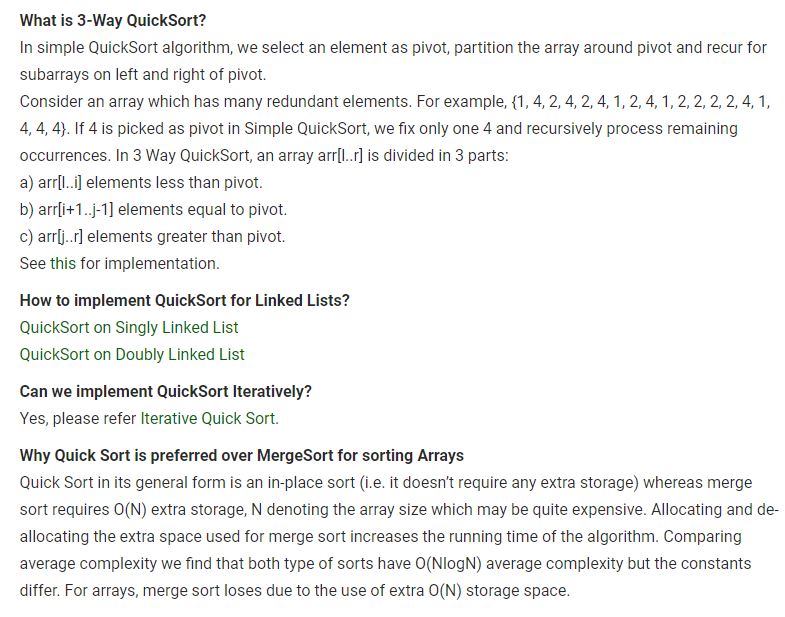 What is 3-Way QuickSort?
In simple QuickSort algorithm, we select an element as pivot, partition the array around pivot and recur for
subarrays on left and right of pivot.
Consider an array which has many redundant elements. For example, {1, 4, 2, 4, 2, 4, 1, 2, 4, 1, 2, 2, 2, 2, 4, 1,
4, 4, 4}. If 4 is picked as pivot in Simple QuickSort, we fix only one 4 and recursively process remaining
occurrences. In 3 Way QuickSort, an array arr[l..r] is divided in 3 parts:
a) arr[l..i] elements less than pivot.
b) arr[i+1..j-1] elements equal to pivot.
c) arr[j..r] elements greater than pivot.
See this for implementation.
How to implement QuickSort for Linked Lists?
QuickSort on Singly Linked List
QuickSort on Doubly Linked List
Can we implement QuickSort Iteratively?
Yes, please refer Iterative Quick Sort.
Why Quick Sort is preferred over MergeSort for sorting Arrays
Quick Sort in its general form is an in-place sort (i.e. it doesn’t require any extra storage) whereas merge
sort requires O(N) extra storage, N denoting the array size which may be quite expensive. Allocating and de-
allocating the extra space used for merge sort increases the running time of the algorithm. Comparing
average complexity we find that both type of sorts have O(NlogN) average complexity but the constants
differ. For arrays, merge sort loses due to the use of extra O(N) storage space.